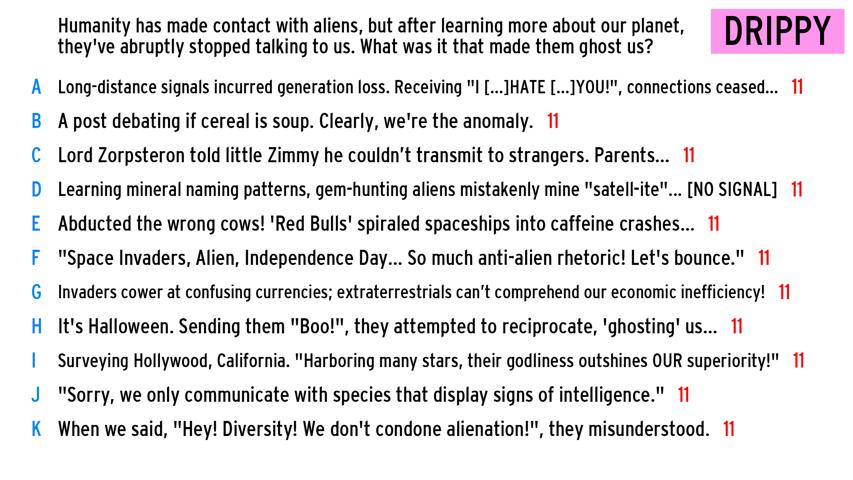 Humanity has made contact with aliens, but after learning more about our planet,
they've abruptly stopped talking to us. What was it that made them ghost us?
DRIPPY
A Long-distance signals incurred generation loss. Receiving "I [...]HATE [...]YOU!", connections ceased... 11
B A post debating if cereal is soup. Clearly, we're the anomaly. 11
C Lord Zorpsteron told little Zimmy he couldn’t transmit to strangers. Parents... 11
D Learning mineral naming patterns, gem-hunting aliens mistakenly mine "satell-ite"... [NO SIGNAL] 11
E Abducted the wrong cows! 'Red Bulls' spiraled spaceships into caffeine crashes... 11
F "Space Invaders, Alien, Independence Day... So much anti-alien rhetoric! Let's bounce." 11
G Invaders cower at confusing currencies; extraterrestrials can’t comprehend our economic inefficiency! 11
H It's Halloween. Sending them "Boo!", they attempted to reciprocate, 'ghosting' us... 11
I Surveying Hollywood, California. "Harboring many stars, their godliness outshines OUR superiority!" 11
J "Sorry, we only communicate with species that display signs of intelligence." 11
K When we said, "Hey! Diversity! We don't condone alienation!", they misunderstood. 11